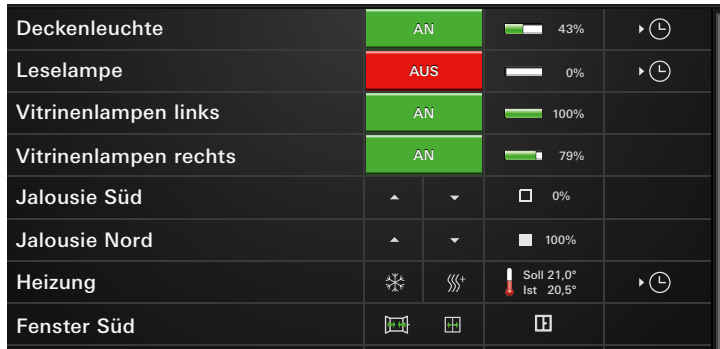 Deckenleuchte AN 43%
Leselampe AUS 0%
Vitrinenlampen links AN 100%
Vitrinenlampen rechts AN 79%
Jalousie Süd 0%
Jalousie Nord 100%
Heizung Soll 21,0°
Ist 20,5°
Fenster Süd